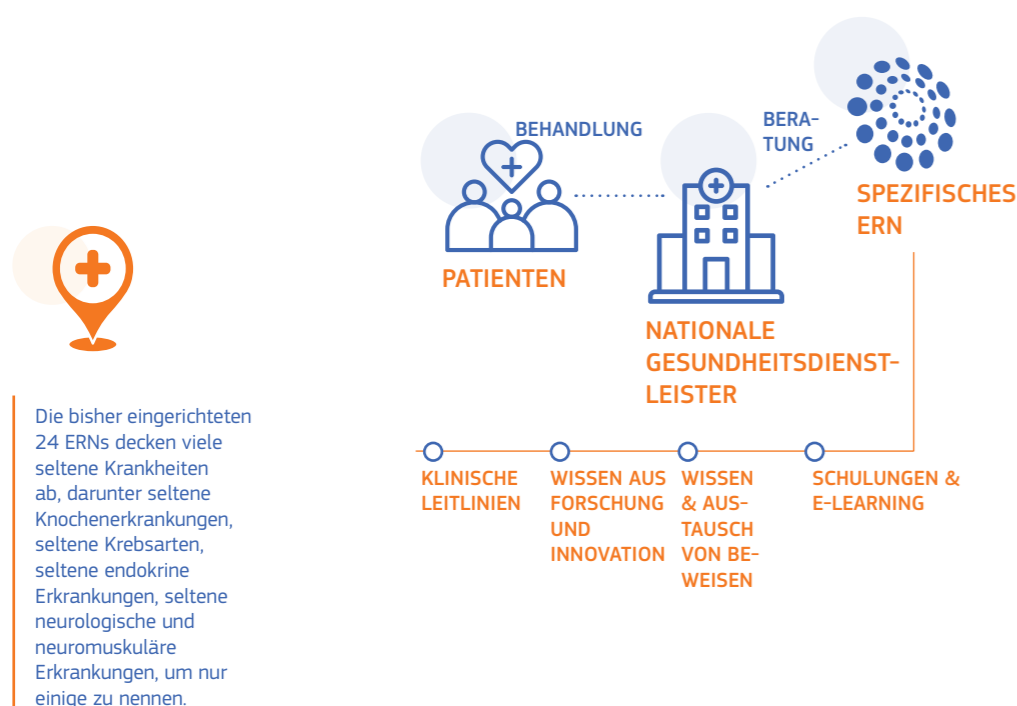 BEHANDLUNG
BERA-
TUNG
SPEZIFISCHES
ERN
PATIENTEN
NATIONALE
GESUNDHEITSDIENST-
LEISTER
KLINISCHE
LEITLINIEN
WISSEN AUS
FORSCHUNG
UND
INNOVATION
WISSEN
& AUS-
TAUSCH
VON BE-
WEISEN
SCHULUNGEN &
E-LEARNING
Die bisher eingerichteten
24 ERNs decken viele
seltene Krankheiten
ab, darunter seltene
Knochenerkrankungen,
seltene Krebsarten,
seltene endokrine
Erkrankungen, seltene
neurologische und
neuromuskuläre
Erkrankungen, um nur
einige zu nennen.